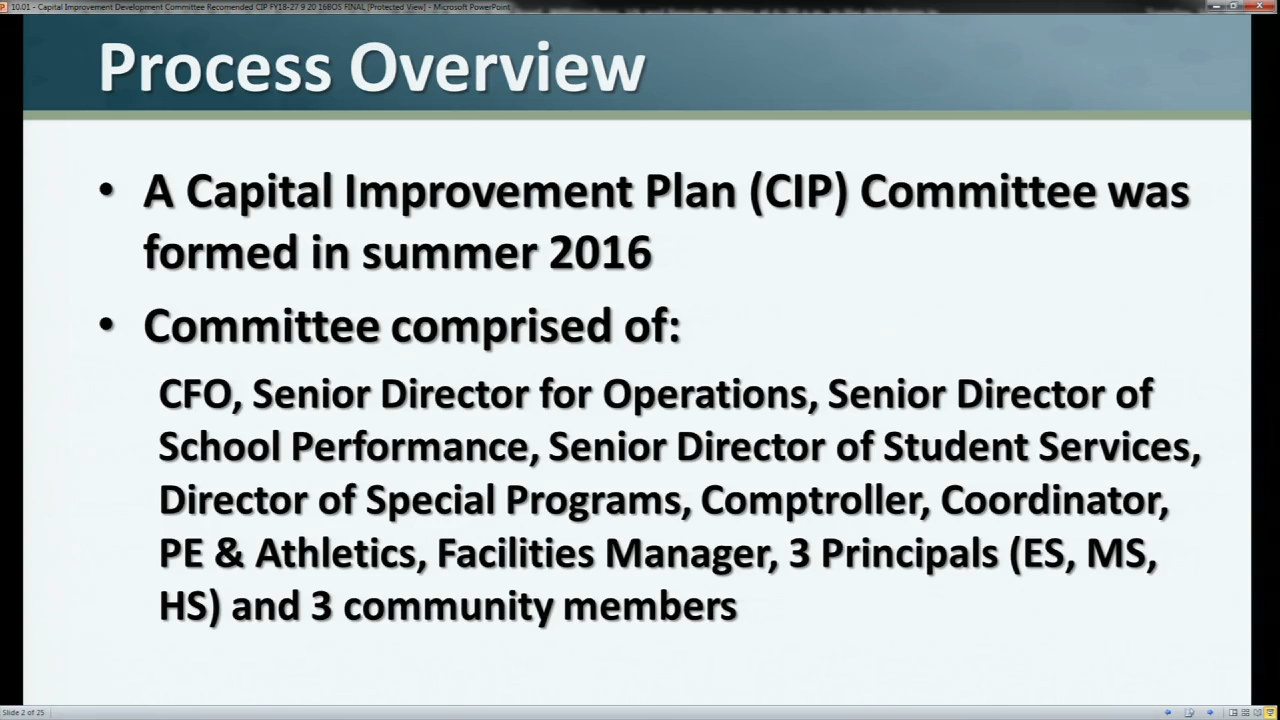 10.01 - Capital Improvement Development Committee Recomended CIP FY18-27 9 20 16BOS FINAL [Protected View] - Microsoft PowerPoint
Process Overview
• A Capital Improvement Plan (CIP) Committee was
formed in summer 2016
• Committee comprised of:
CFO, Senior Director for Operations, Senior Director of
School Performance, Senior Director of Student Services,
Director of Special Programs, Comptroller, Coordinator,
PE & Athletics, Facilities Manager, 3 Principals (ES, MS,
HS) and 3 community members
Slide 2 of 25